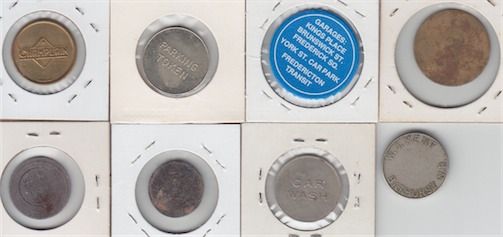 CHAMPLAIN
PARKING
TOKEN
GARAGES:
KINGS PLACE
BRUNSWICK ST.
FREDERICK SQ.
YORK ST. CAR PARK
FREDERICTON
TRANSIT
CAR
WASH